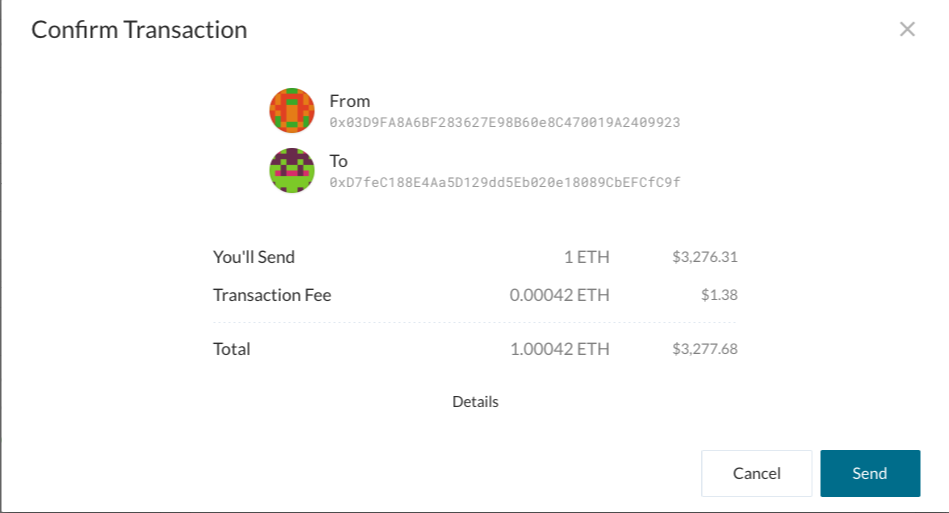 Confirm Transaction
From
0x03D9FA8A6BF283627E98B60e8C470019A2409923
To
0xD7feC188E4Aa5D129dd5Eb020e18089CbEFCfC9f
You'll Send 1 ETH $3,276.31
Transaction Fee 0.00042 ETH $1.38
Total 1.00042 ETH $3,277.68
Details
Cancel Send